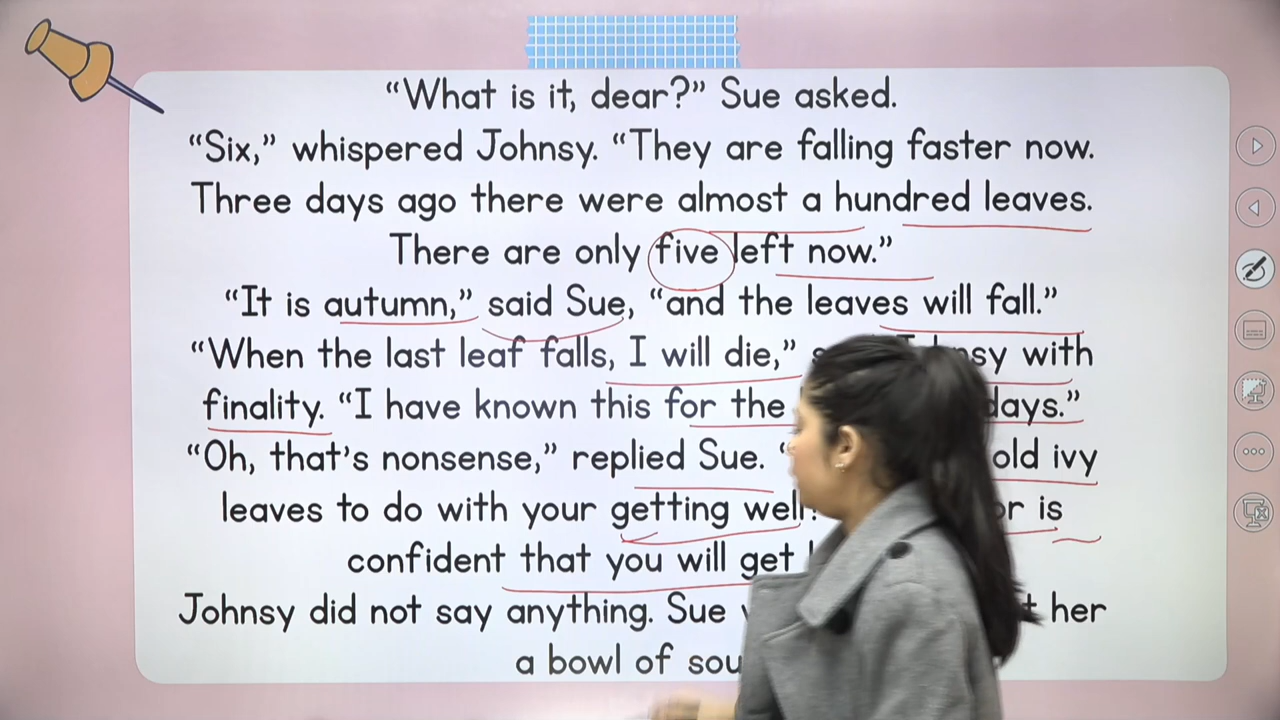 “What is it, dear?” Sue asked.
“Six,” whispered Johnsy. “They are falling faster now.
Three days ago there were almost a hundred leaves.
There are only five left now.”
“It is autumn,” said Sue, “and the leaves will fall.”
“When the last leaf falls, I will die,” with
finality. “I have known this for the days.”
“Oh, that’s nonsense,” replied Sue. old ivy
leaves to do with your getting well? is
confident that you will get
Johnsy did not say anything. Sue her
a bowl of